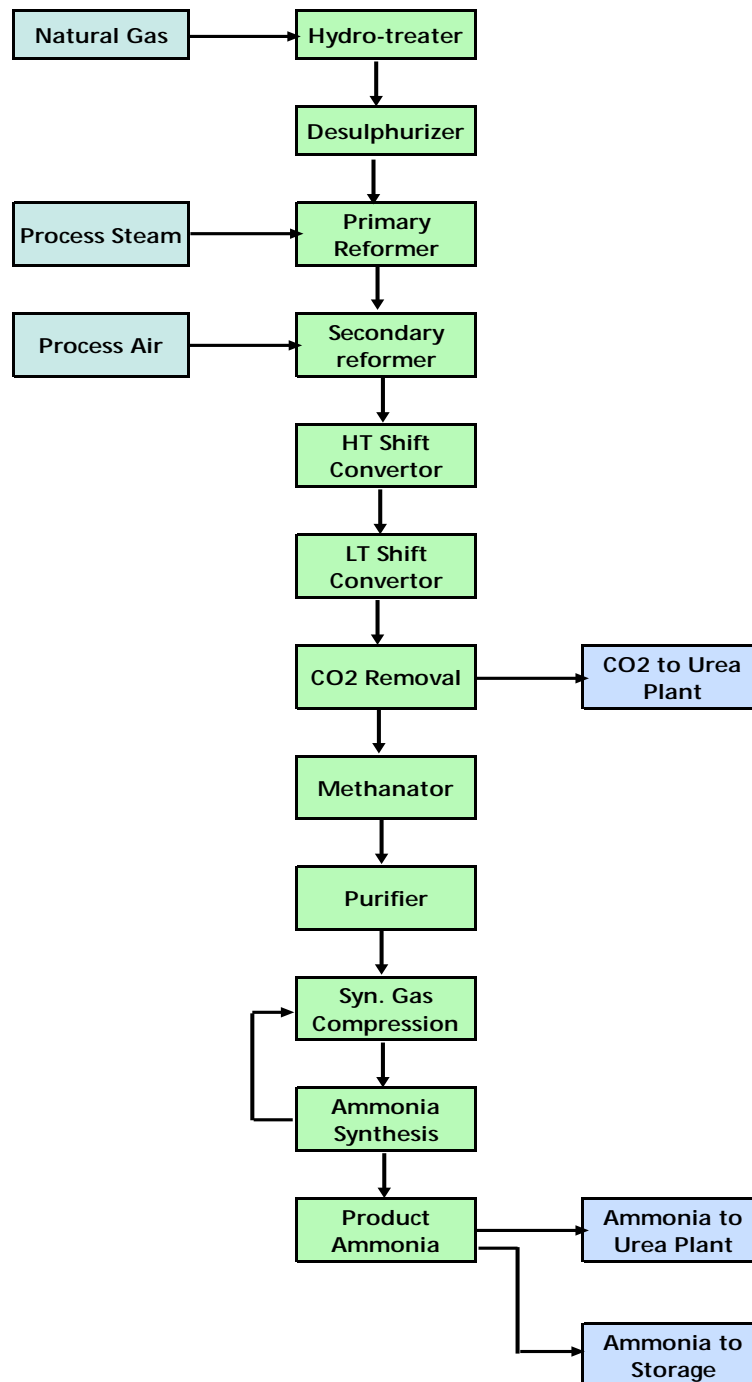 Natural Gas
Hydro-treater
Desulphurizer
Process Steam
Primary
Reformer
Process Air
Secondary
reformer
HT Shift
Convertor
LT Shift
Convertor
CO2 Removal
CO2 to Urea
Plant
Methanator
Purifier
Syn. Gas
Compression
Ammonia
Synthesis
Product
Ammonia
Ammonia to
Urea Plant
Ammonia to
Storage